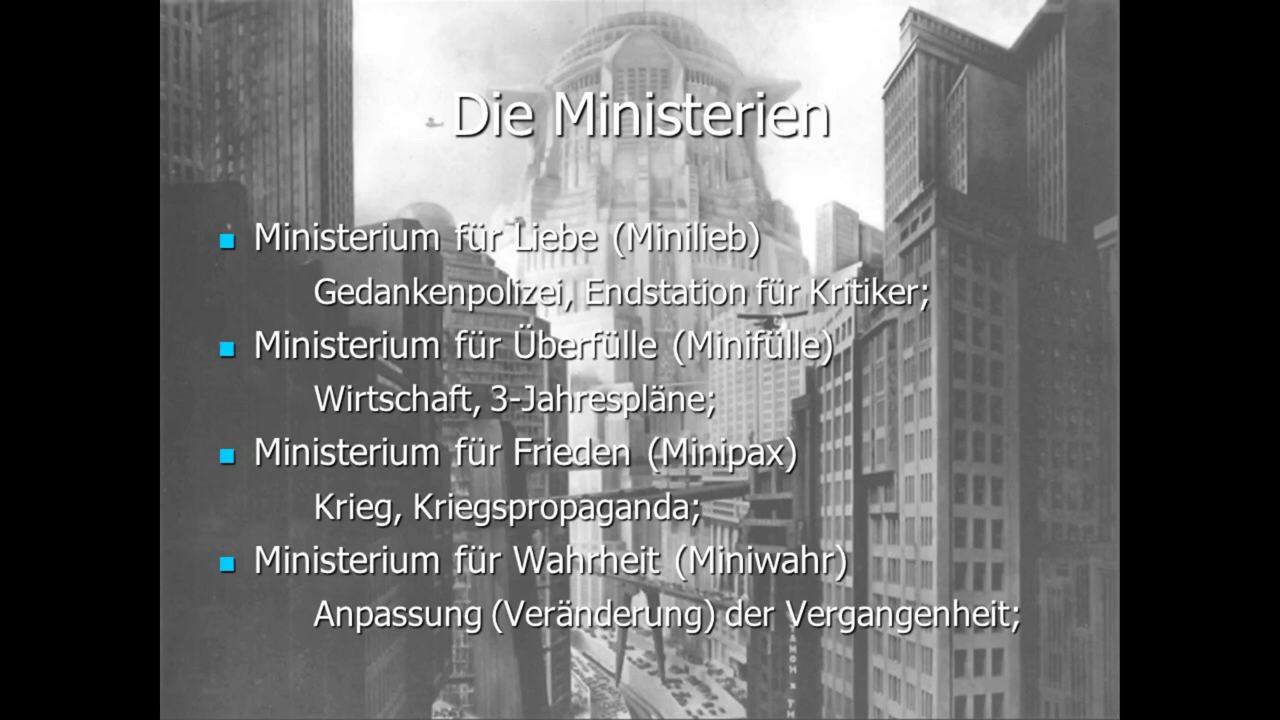 Die Ministerien
Ministerium für Liebe (Minilieb)
Gedankenpolizei, Endstation für Kritiker;
Ministerium für Überfülle (Minifülle)
Wirtschaft, 3-Jahrespläne;
Ministerium für Frieden (Minipax)
Krieg, Kriegspropaganda;
Ministerium für Wahrheit (Miniwahr)
Anpassung (Veränderung) der Vergangenheit;